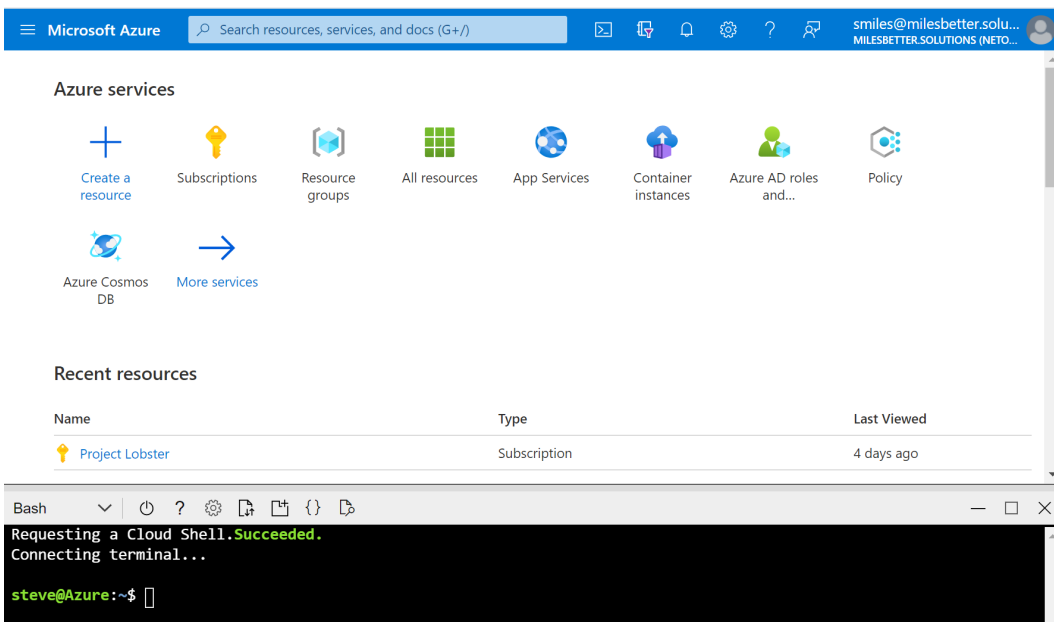 Microsoft Azure
Search resources, services, and docs (G+/)
smiles@milesbetter.solu...
MILESBETTER.SOLUTIONS (NETO...
Azure services
Create a resource
Subscriptions
Resource groups
All resources
App Services
Container instances
Azure AD roles and...
Policy
Azure Cosmos DB
More services
Recent resources
Name Type Last Viewed
Project Lobster Subscription 4 days ago
Bash
Requesting a Cloud Shell.Succeeded.
Connecting terminal...
steve@Azure:~$